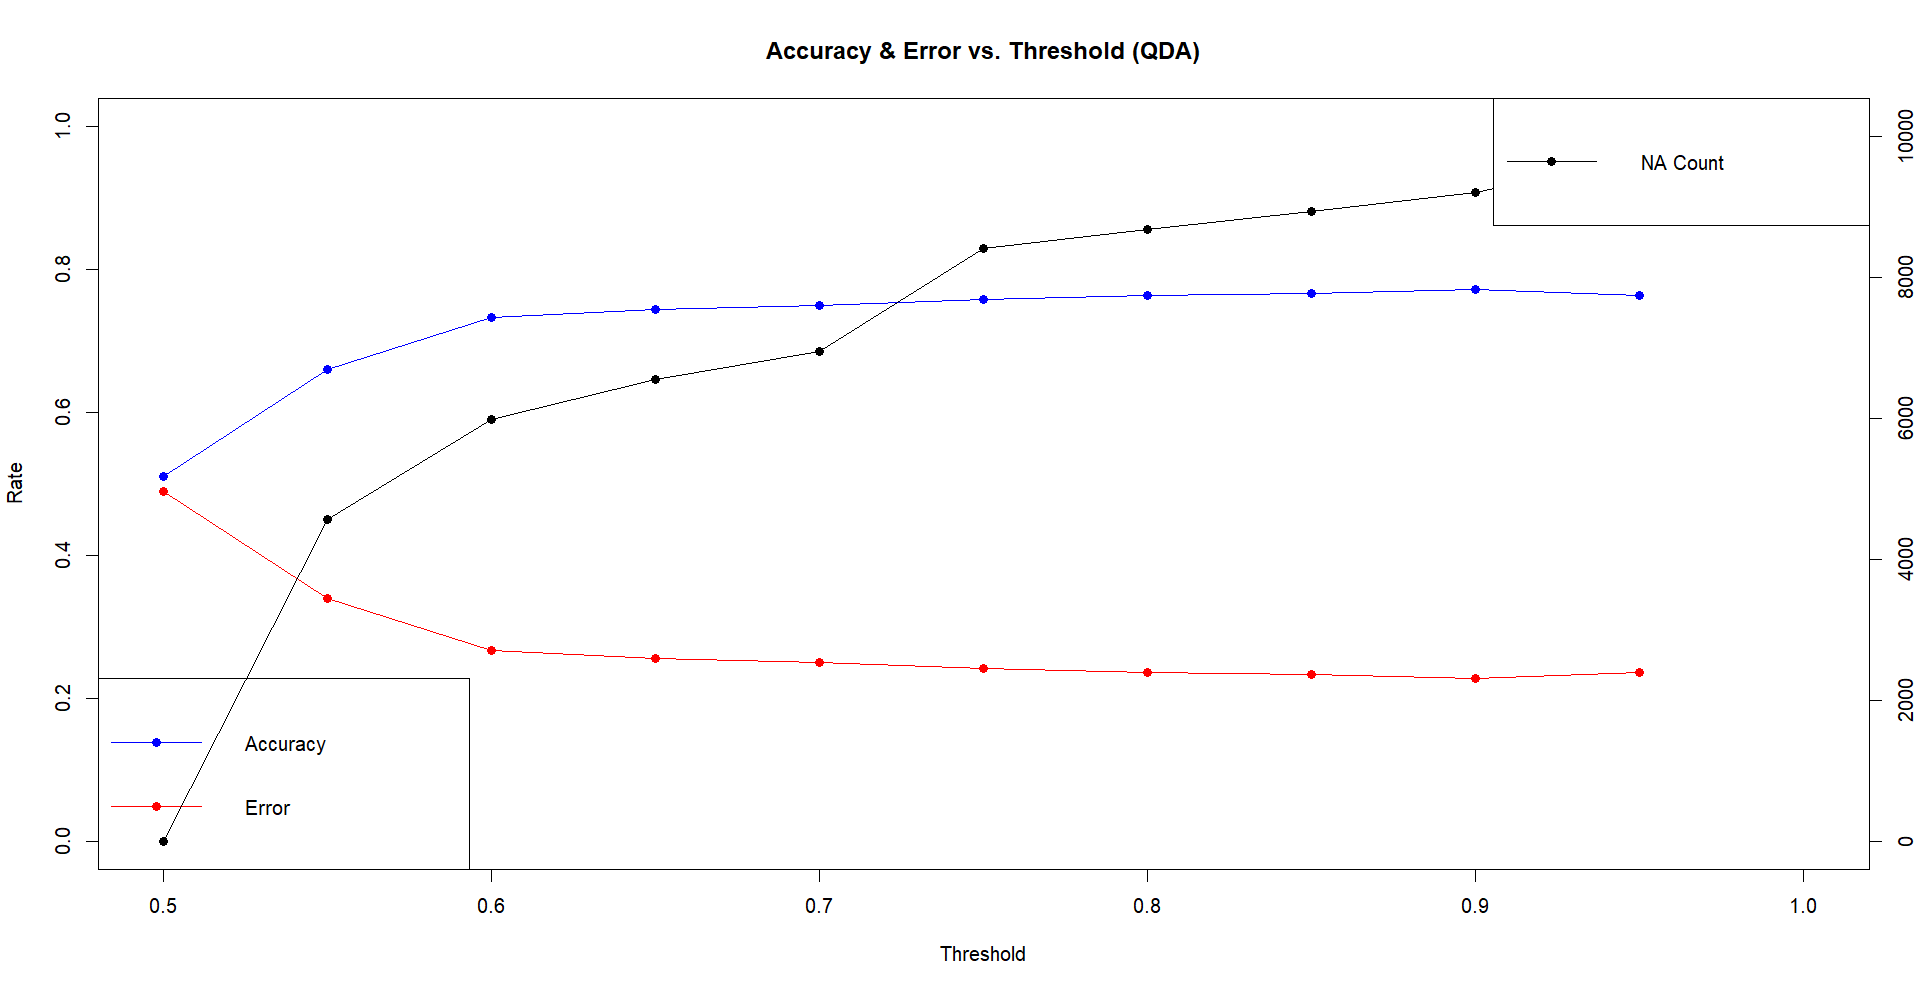 Accuracy & Error vs. Threshold (QDA)
1.0
0.8
0.6
0.4
0.2
0.0
Rate
10000
8000
6000
4000
2000
0
NA Count
Accuracy
Error
0.5 0.6 0.7 0.8 0.9 1.0
Threshold